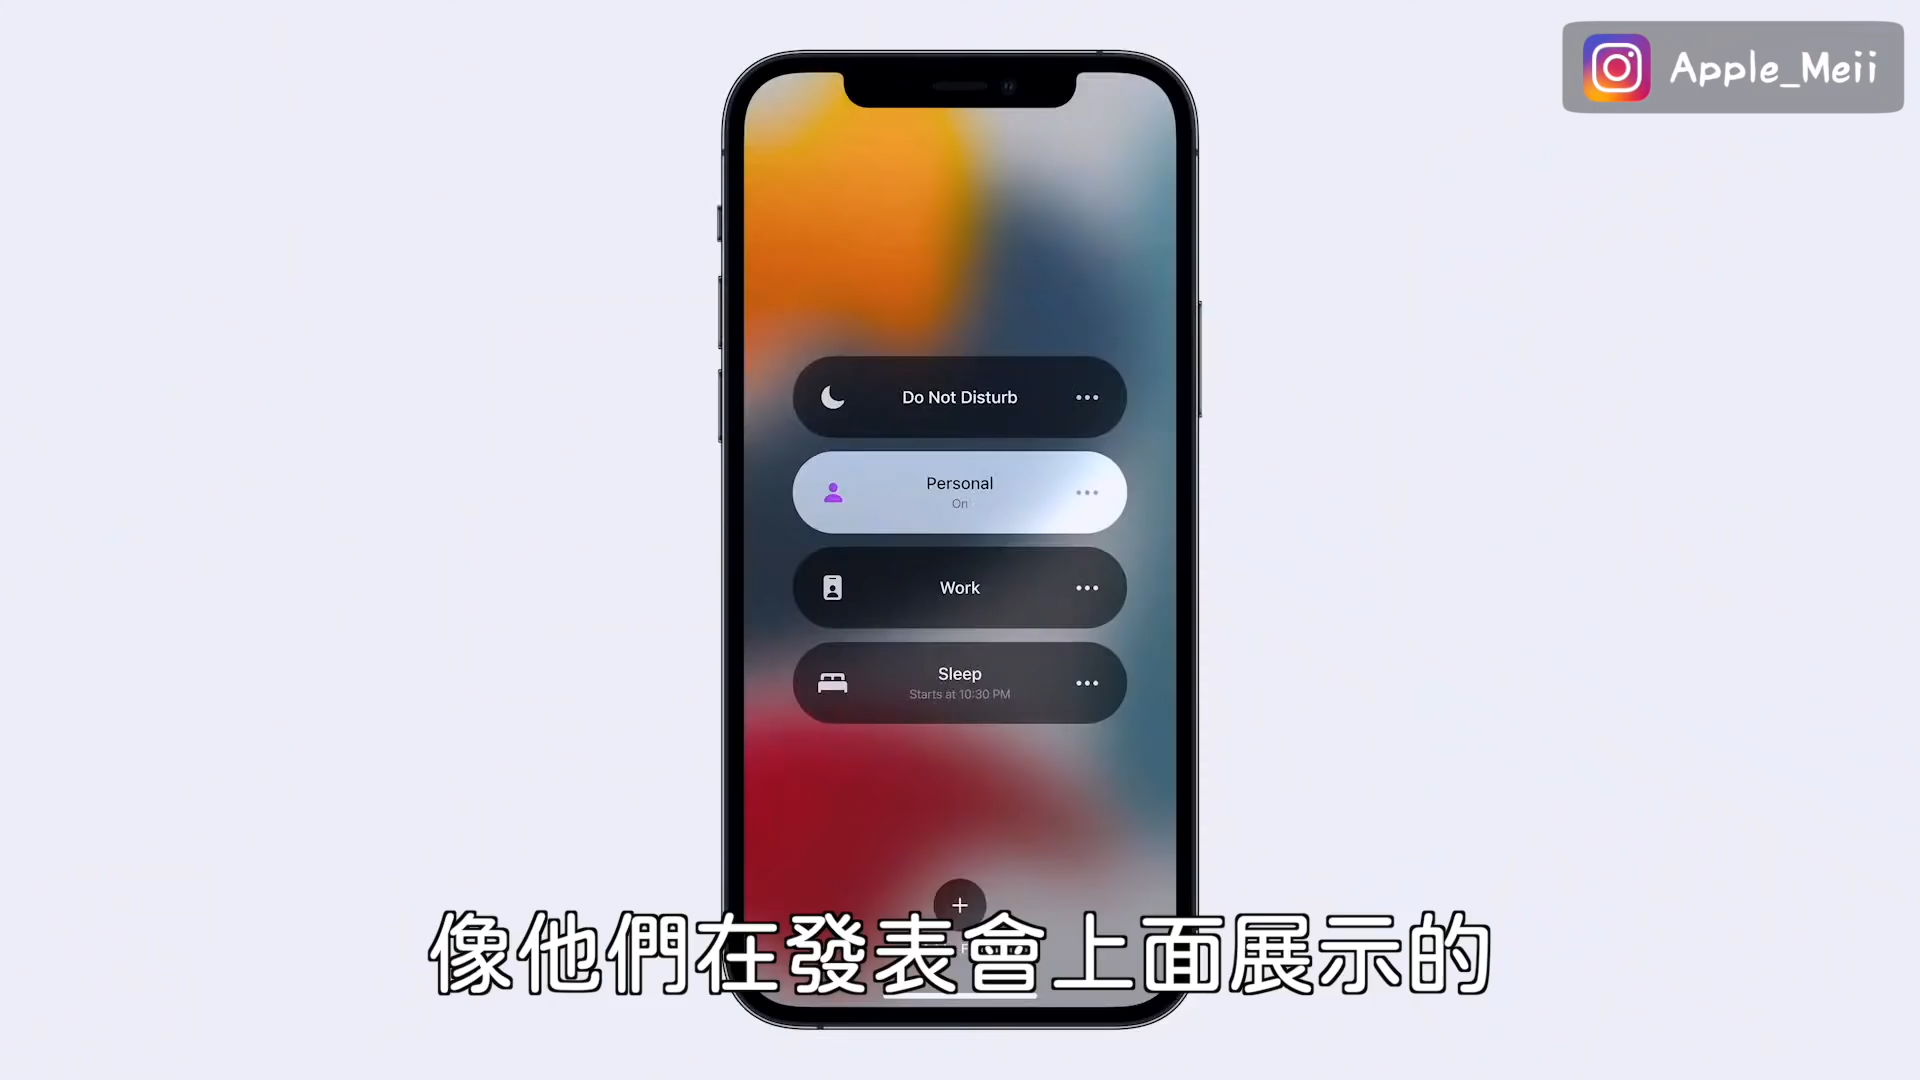 Apple_Meii
Do Not Disturb
Personal
On
Work
Sleep
Starts at 10:30 PM
像他們在發表會上面展示的